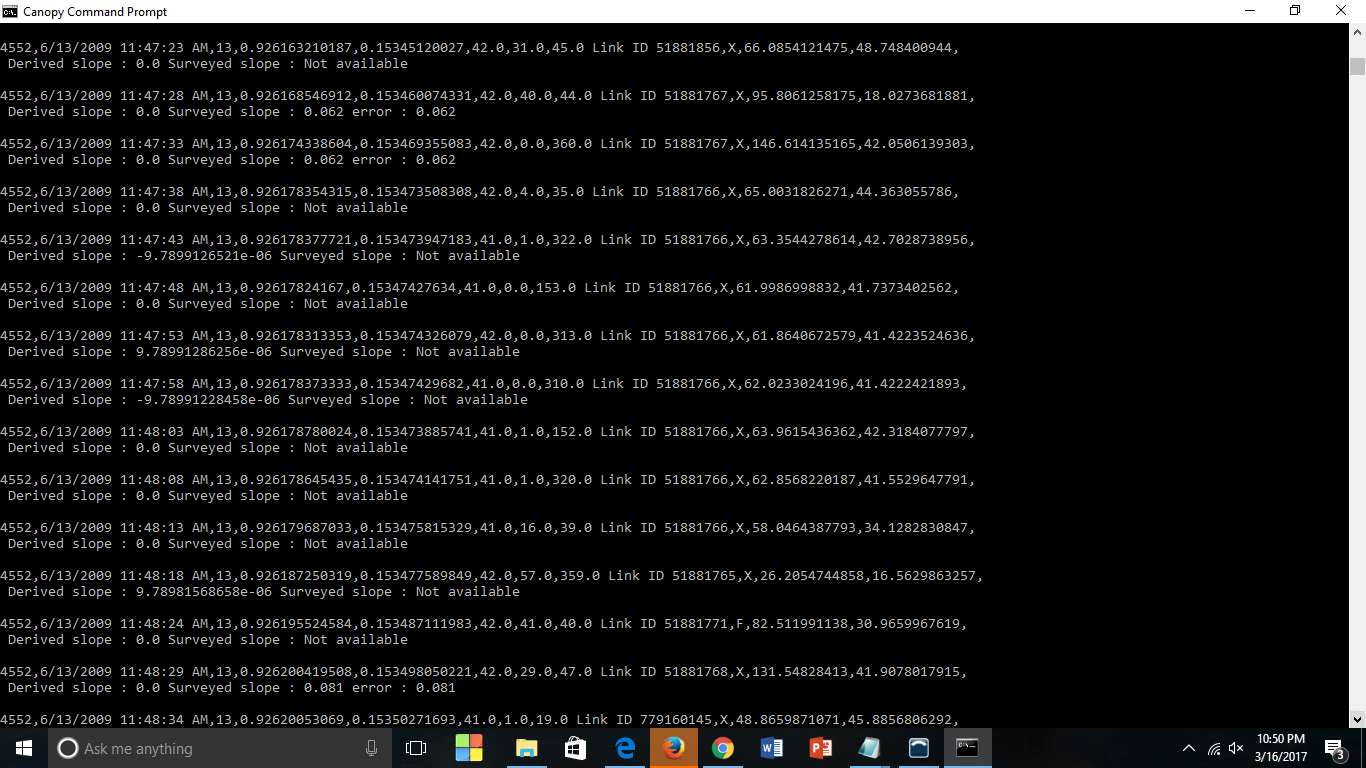 Canopy Command Prompt
4552,6/13/2009 11:47:23 AM,13,0.926163210187,0.15345120027,42.0,31.0,45.0 Link ID 51881856,X,66.0854121475,48.748400944,
Derived slope : 0.0 Surveyed slope : Not available
4552,6/13/2009 11:47:28 AM,13,0.926168546912,0.153460074331,42.0,40.0,44.0 Link ID 51881767,X,95.8061258175,18.0273681881,
Derived slope : 0.0 Surveyed slope : 0.062 error : 0.062
4552,6/13/2009 11:47:33 AM,13,0.926174338604,0.153469355083,42.0,0.0,360.0 Link ID 51881767,X,146.614135165,42.0506139303,
Derived slope : 0.0 Surveyed slope : 0.062 error : 0.062
4552,6/13/2009 11:47:38 AM,13,0.926178354315,0.153473508308,42.0,4.0,35.0 Link ID 51881766,X,65.0031826271,44.363055786,
Derived slope : 0.0 Surveyed slope : Not available
4552,6/13/2009 11:47:43 AM,13,0.926178377721,0.153473947183,41.0,1.0,322.0 Link ID 51881766,X,63.3544278614,42.7028738956,
Derived slope : -9.7899126521e-06 Surveyed slope : Not available
4552,6/13/2009 11:47:48 AM,13,0.92617824167,0.15347427634,41.0,0.0,153.0 Link ID 51881766,X,61.9986998832,41.7373402562,
Derived slope : 0.0 Surveyed slope : Not available
4552,6/13/2009 11:47:53 AM,13,0.926178313353,0.153474326079,42.0,0.0,313.0 Link ID 51881766,X,61.8640672579,41.4223524636,
Derived slope : 9.78991286256e-06 Surveyed slope : Not available
4552,6/13/2009 11:47:58 AM,13,0.926178373333,0.15347429682,41.0,0.0,310.0 Link ID 51881766,X,62.0233024196,41.4222421893,
Derived slope : -9.78991228458e-06 Surveyed slope : Not available
4552,6/13/2009 11:48:03 AM,13,0.926178780024,0.153473885741,41.0,1.0,152.0 Link ID 51881766,X,63.9615436362,42.3184077797,
Derived slope : 0.0 Surveyed slope : Not available
4552,6/13/2009 11:48:08 AM,13,0.926178645435,0.153474141751,41.0,1.0,320.0 Link ID 51881766,X,62.8568220187,41.5529647791,
Derived slope : 0.0 Surveyed slope : Not available
4552,6/13/2009 11:48:13 AM,13,0.926179687033,0.153475815329,41.0,16.0,39.0 Link ID 51881766,X,58.0464387793,34.1282830847,
Derived slope : 0.0 Surveyed slope : Not available
4552,6/13/2009 11:48:18 AM,13,0.926187250319,0.153477589849,42.0,57.0,359.0 Link ID 51881765,X,26.2054744858,16.5629863257,
Derived slope : 9.78981568658e-06 Surveyed slope : Not available
4552,6/13/2009 11:48:24 AM,13,0.926195524584,0.153487111983,42.0,41.0,40.0 Link ID 51881771,F,82.511991138,30.9659967619,
Derived slope : 0.0 Surveyed slope : Not available
4552,6/13/2009 11:48:29 AM,13,0.926200419508,0.153498050221,42.0,29.0,47.0 Link ID 51881768,X,131.54828413,41.9078017915,
Derived slope : 0.0 Surveyed slope : 0.081 error : 0.081
4552,6/13/2009 11:48:34 AM,13,0.92620053069,0.15350271693,41.0,1.0,19.0 Link ID 779160145,X,48.8659871071,45.8856806292,
Ask me anything
10:50 PM
3/16/2017
3